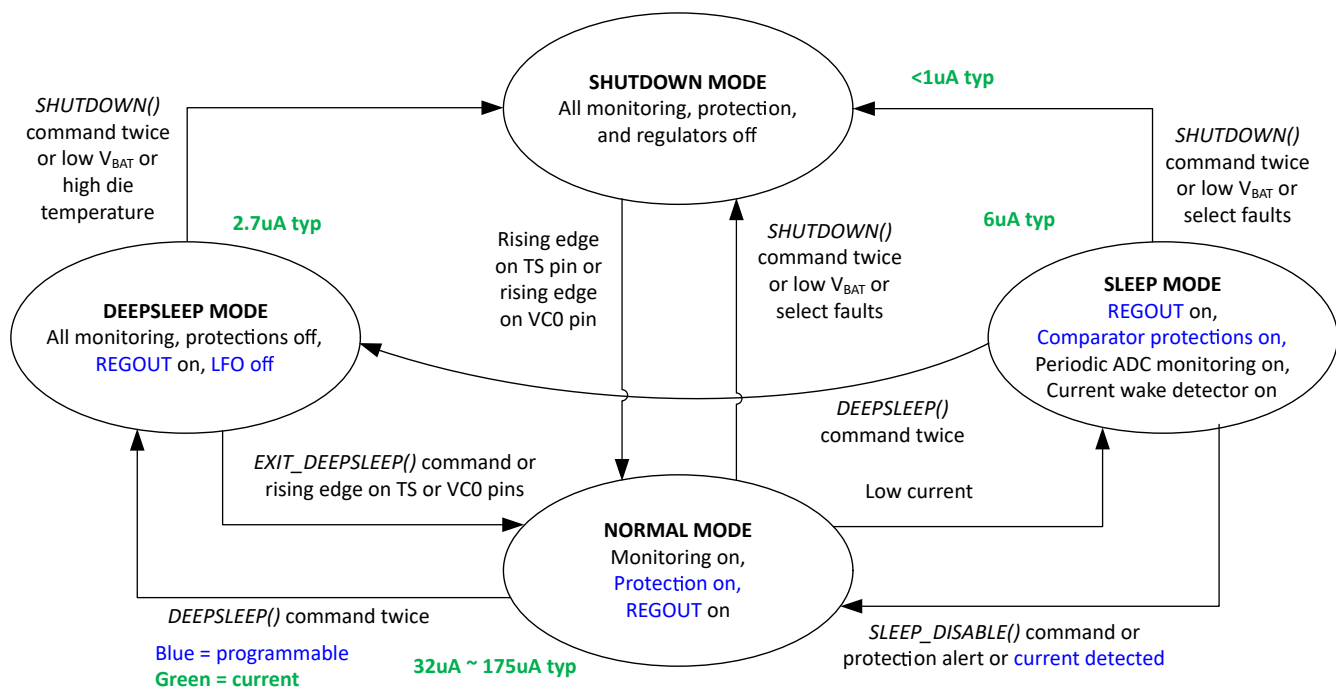 SHUTDOWN MODE
All monitoring, protection,
and regulators off
<1uA typ
SHUTDOWN()
command twice
or low VBAT or
high die
temperature
2.7uA typ
Rising edge
on TS pin or
rising edge
on VC0 pin
SHUTDOWN()
command twice
or low VBAT or
select faults
6uA typ
SHUTDOWN()
command twice
or low VBAT or
select faults
DEEPSLEEP MODE
All monitoring, protections off,
REGOUT on, LFO off
SLEEP MODE
REGOUT on,
Comparator protections on,
Periodic ADC monitoring on,
Current wake detector on
DEEPSLEEP()
command twice
EXIT_DEEPSLEEP() command or
rising edge on TS or VC0 pins
Low current
NORMAL MODE
Monitoring on,
Protection on,
REGOUT on
DEEPSLEEP() command twice
SLEEP_DISABLE() command or
protection alert or current detected
Blue = programmable
Green = current
32uA ~ 175uA typ